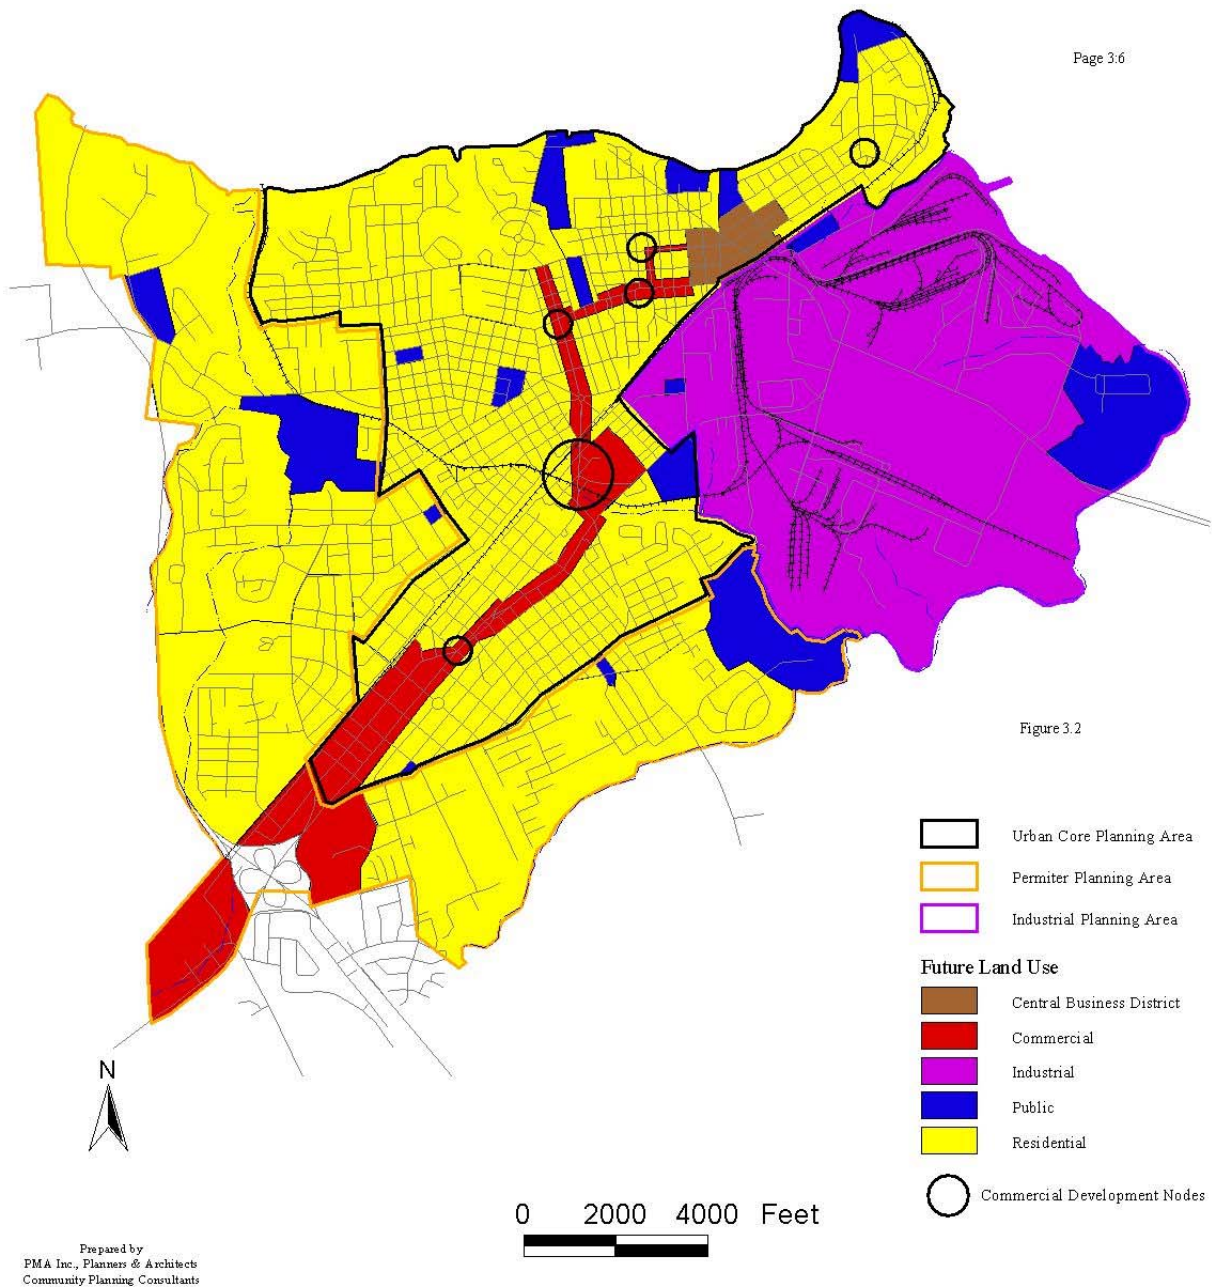 Page 3:6
Figure 3.2
Urban Core Planning Area
Permiter Planning Area
Industrial Planning Area
Future Land Use
Central Business District
Commercial
Industrial
Public
Residential
Commercial Development Nodes
N
0 2000 4000 Feet
Prepared by
PMA Inc., Planners & Architects
Community Planning Consultants